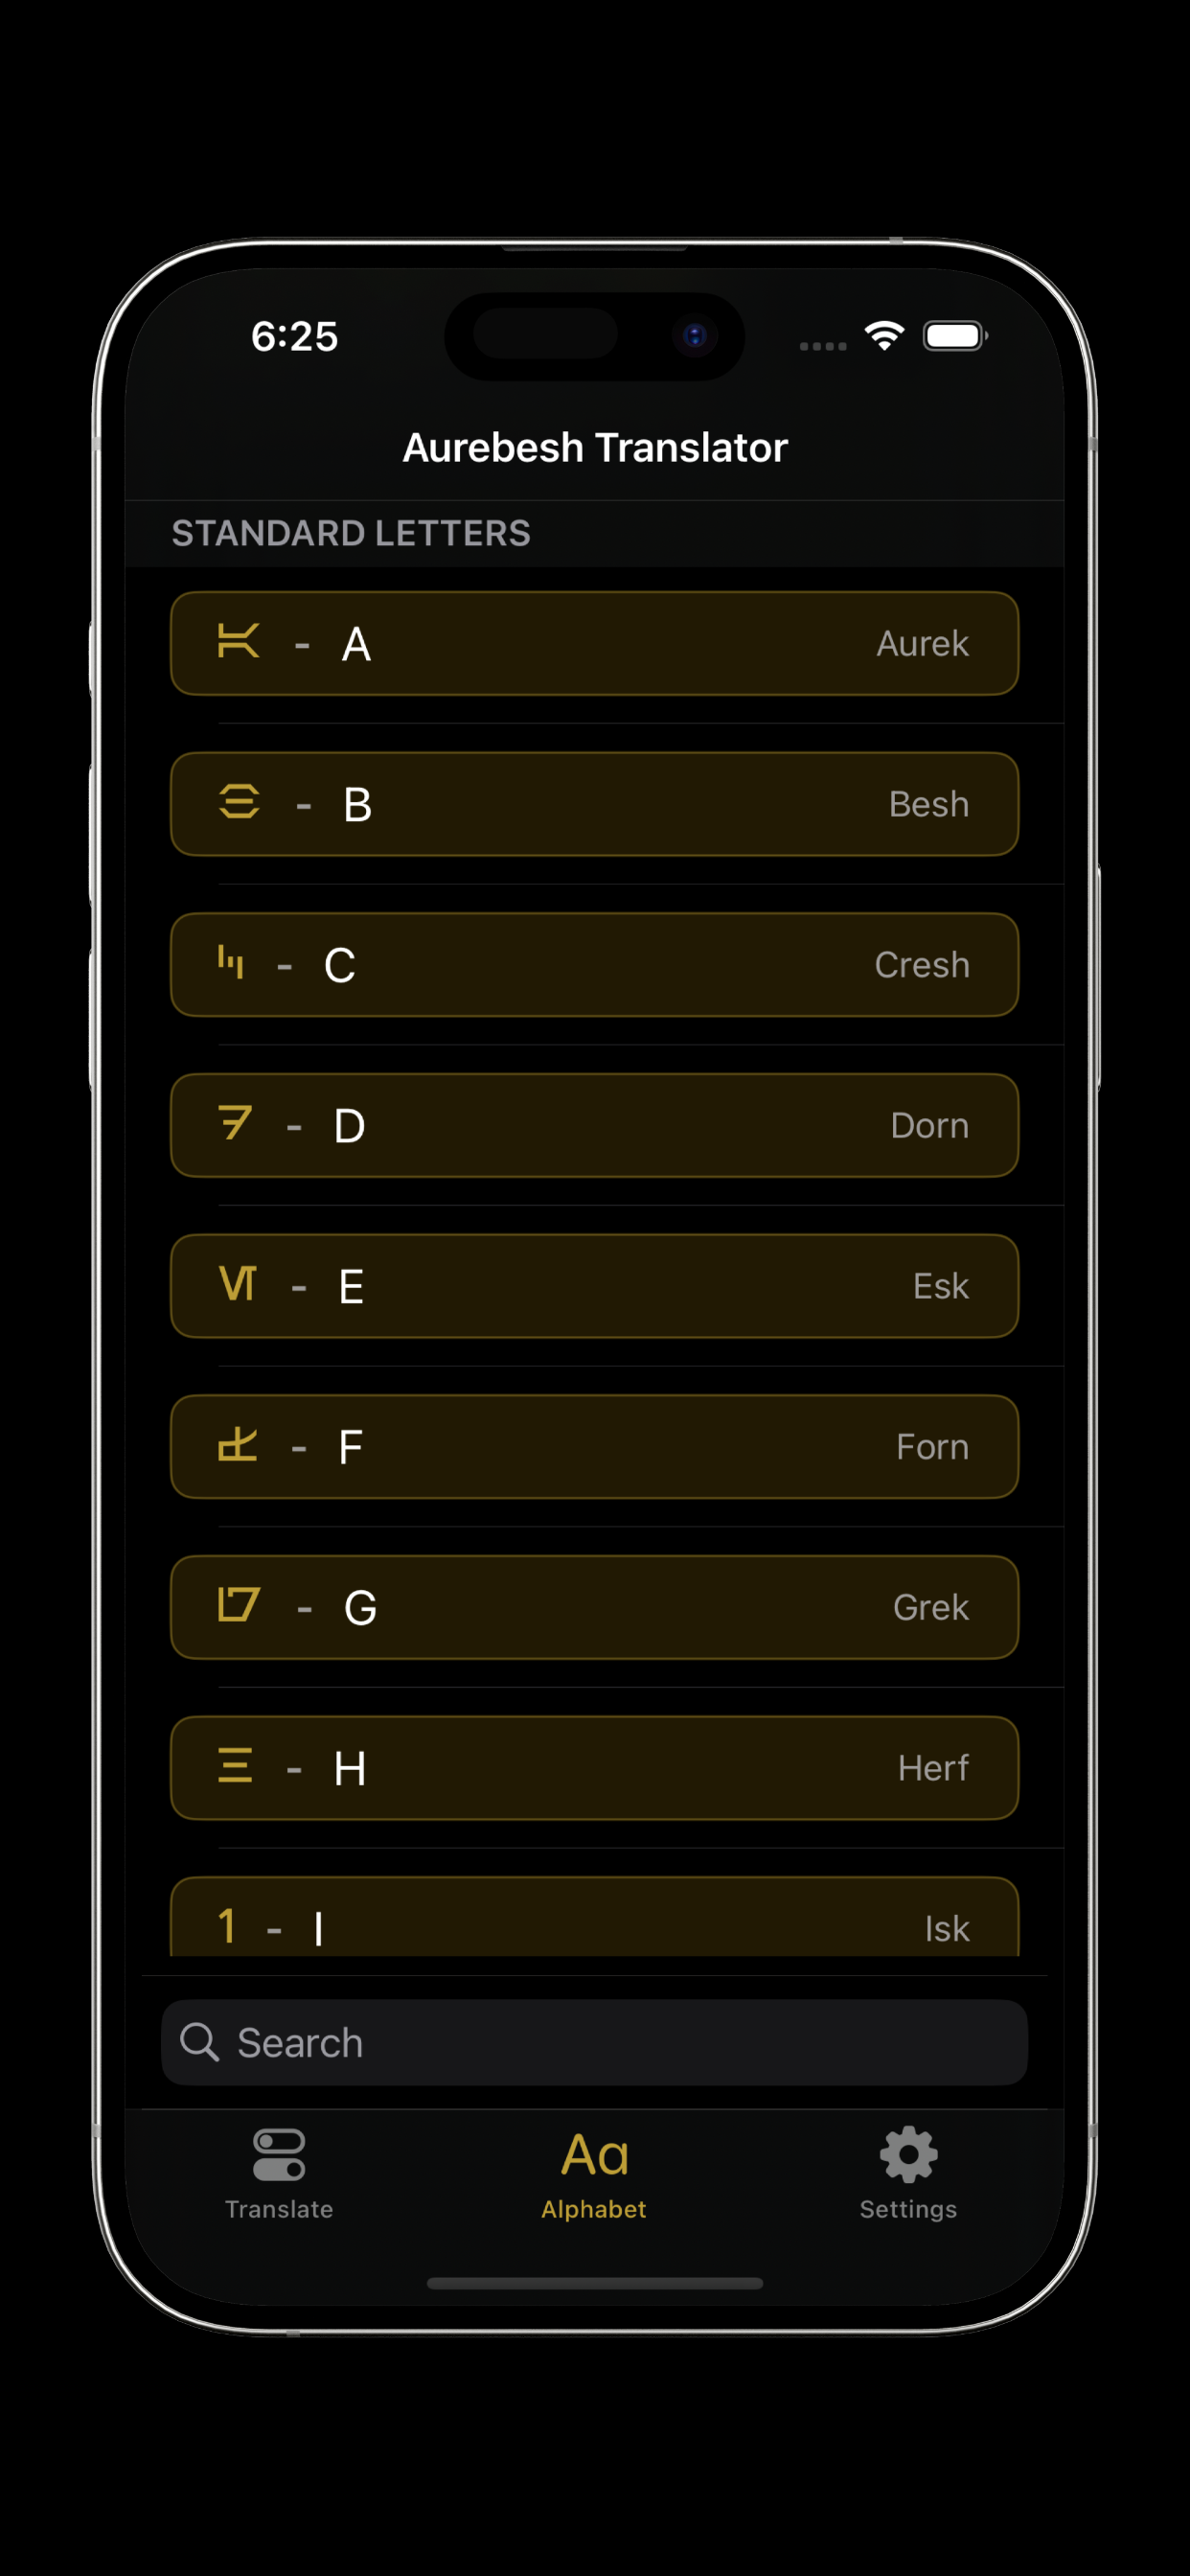 6:25
Aurebesh Translator
STANDARD LETTERS
- A Aurek
- B Besh
- C Cresh
- D Dorn
- E Esk
- F Forn
- G Grek
- H Herf
- I Isk
Search
Aa
Translate Alphabet Settings